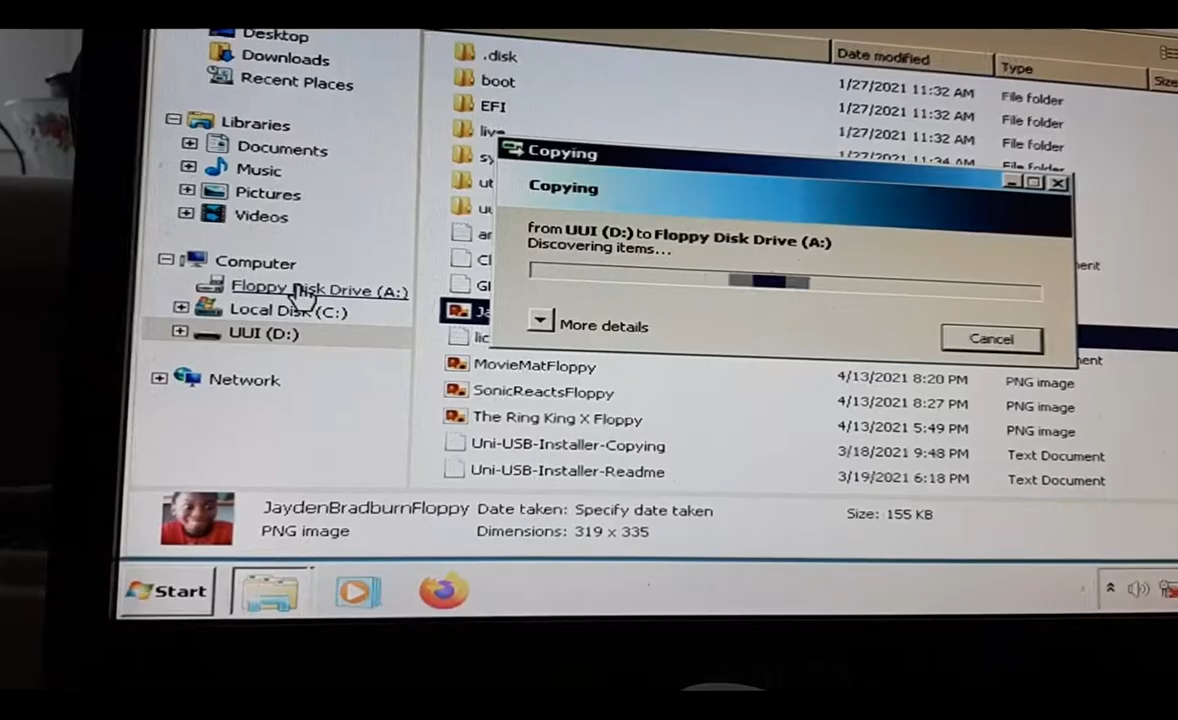 Desktop
Downloads
Recent Places
Libraries
Documents
Music
Pictures
Videos
Computer
Floppy Disk Drive (A:)
Local Disk (C:)
UUI (D:)
Network
Date modified
Type
.disk 1/27/2021 11:32 AM File folder
boot 1/27/2021 11:32 AM File folder
EFI 1/27/2021 11:32 AM File folder
live 1/27/2021 11:34 AM File folder
Copying
Copying
from UUI (D:) to Floppy Disk Drive (A:)
Discovering items...
More details
Cancel
MovieMatFloppy 4/13/2021 8:20 PM PNG image
SonicReactsFloppy 4/13/2021 8:27 PM PNG image
The Ring King X Floppy 4/13/2021 5:49 PM PNG image
Uni-USB-Installer-Copying 3/18/2021 9:48 PM Text Document
Uni-USB-Installer-Readme 3/19/2021 6:18 PM Text Document
JaydenBradburnFloppy Date taken: Specify date taken Size: 155 KB
PNG image Dimensions: 319 x 335
Start